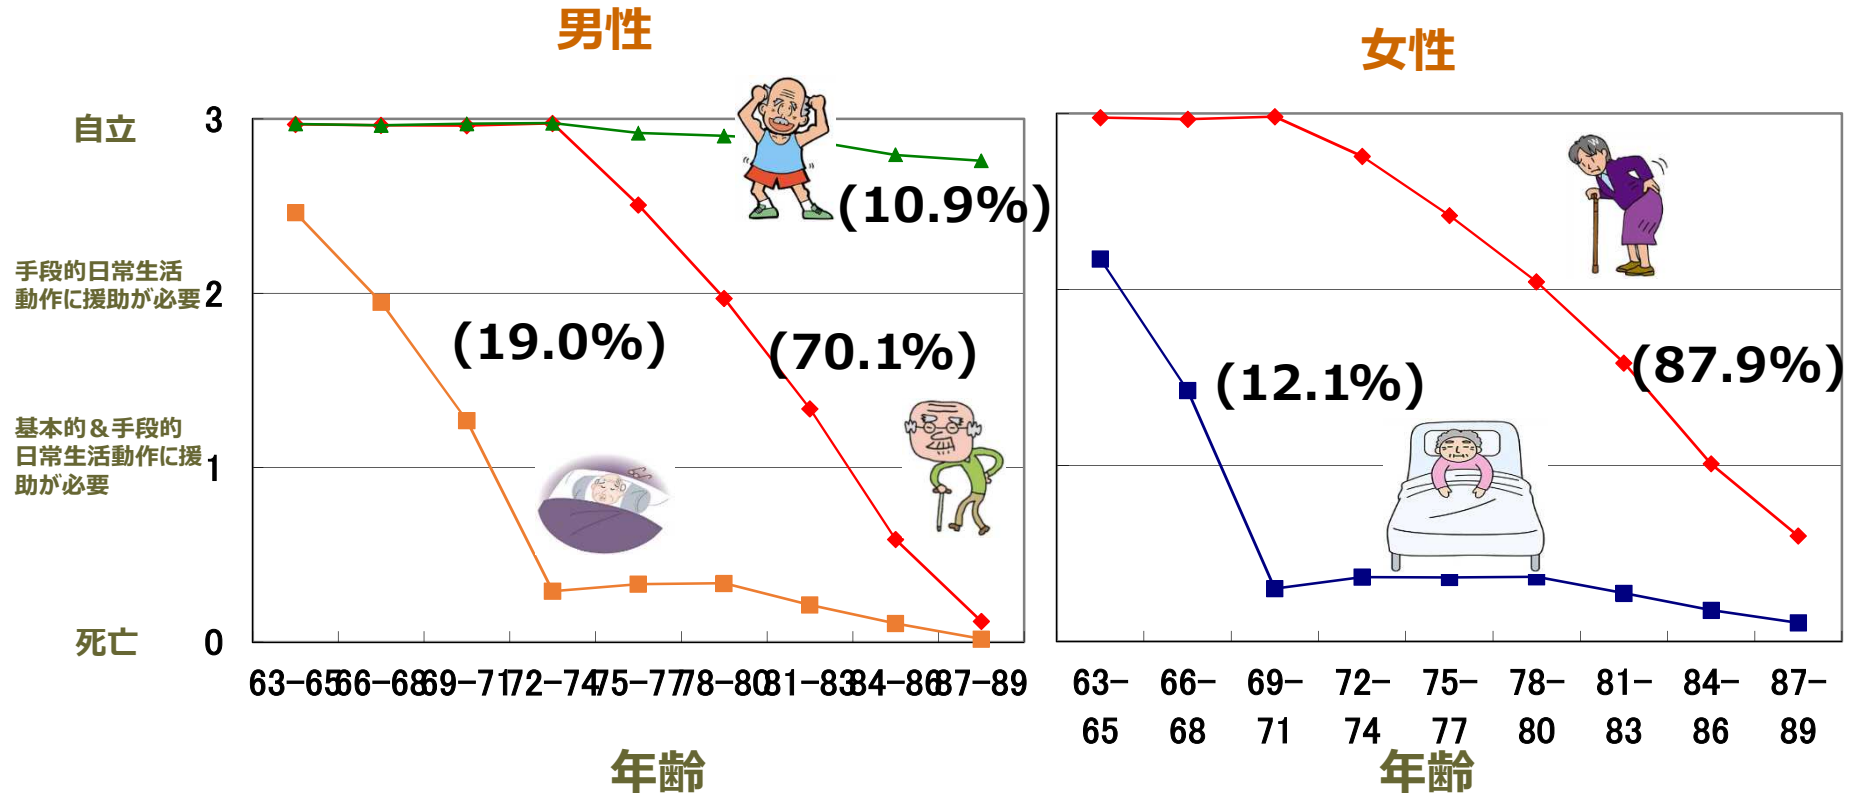 男性
女性
自立
3
(10.9%)
手段的日常生活
動作に援助が必要
2
(19.0%)
(70.1%)
(12.1%)
(87.9%)
基本的＆手段的
日常生活動作に援
助が必要
1
死亡
0
63-65 66-68 69-71 72-74 75-77 78-80 81-83 84-86 87-89
63- 66- 69- 72- 75- 78- 81- 84- 87-
65 68 71 74 77 80 83 86 89
年齢
年齢